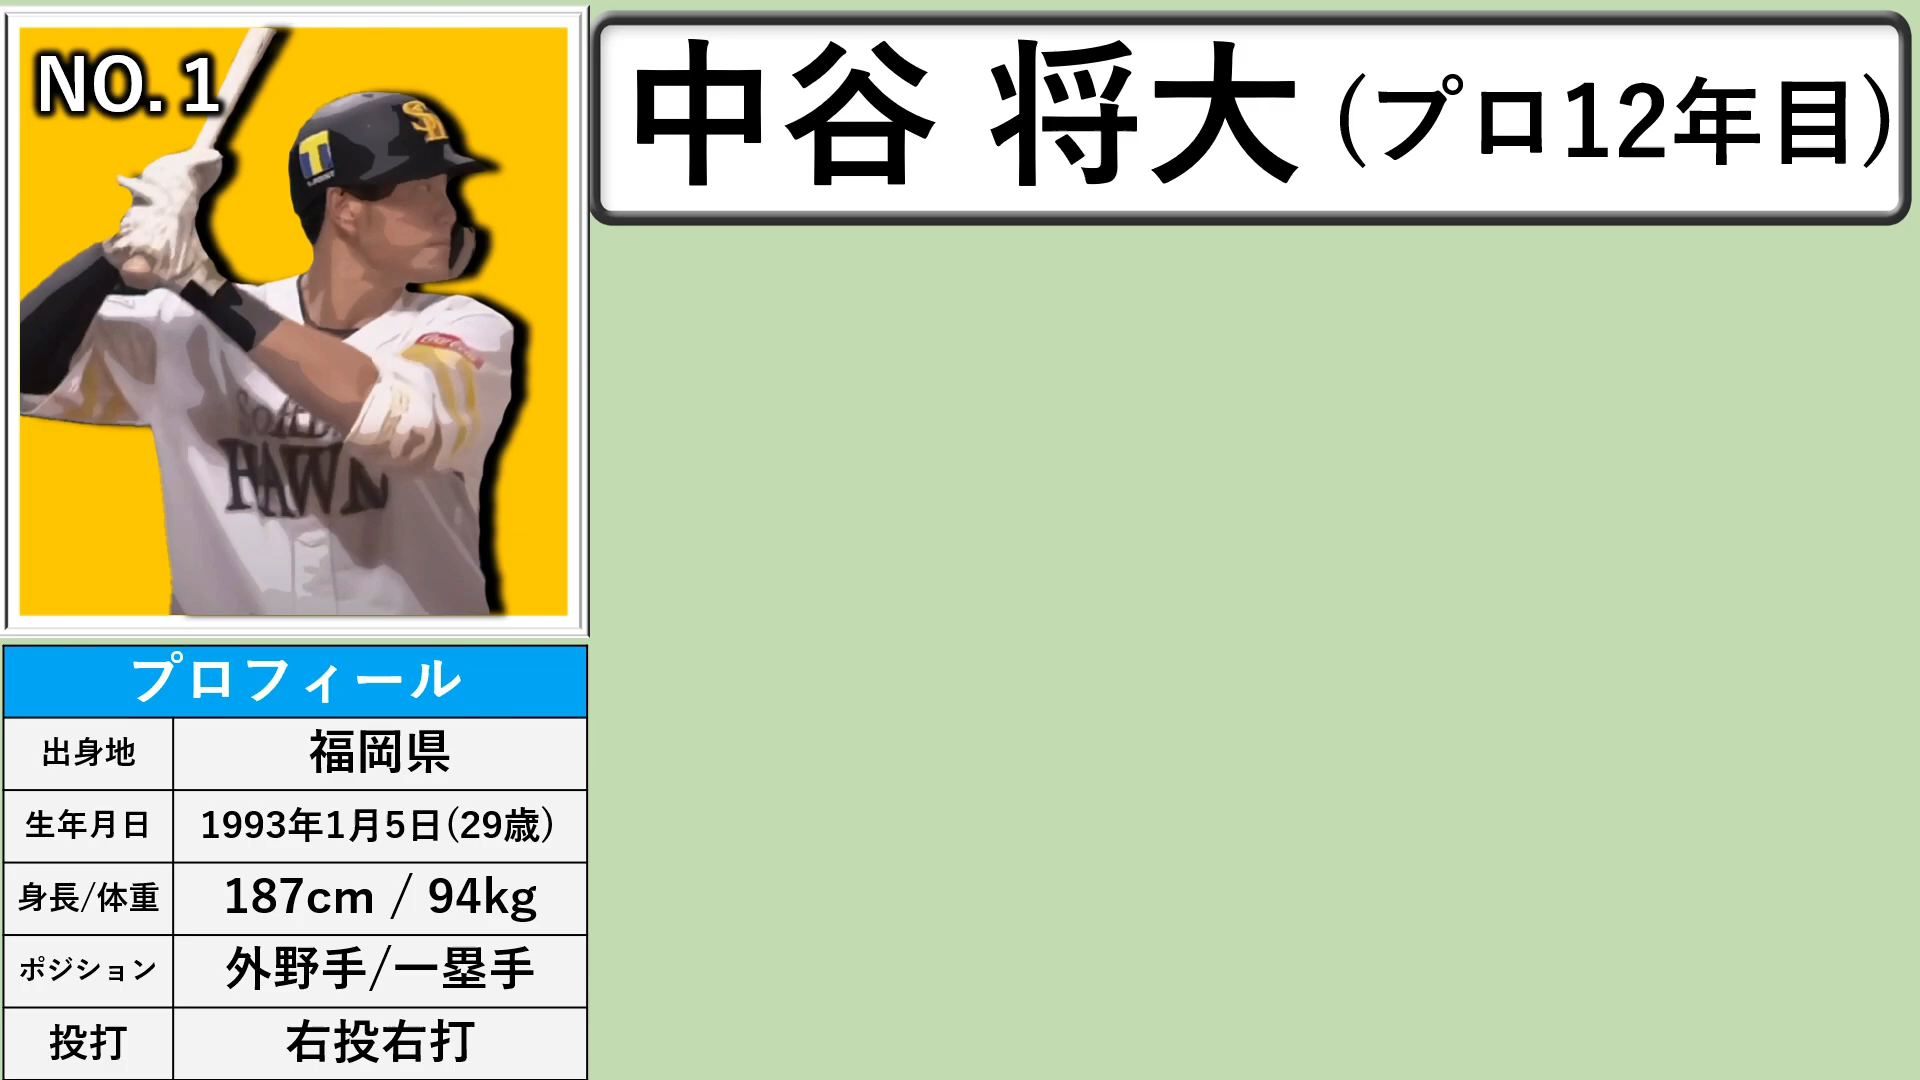 NO.1
中谷 将大 (プロ12年目)
プロフィール
出身地 福岡県
生年月日 1993年1月5日(29歳)
身長/体重 187cm / 94kg
ポジション 外野手/一塁手
投打 右投右打